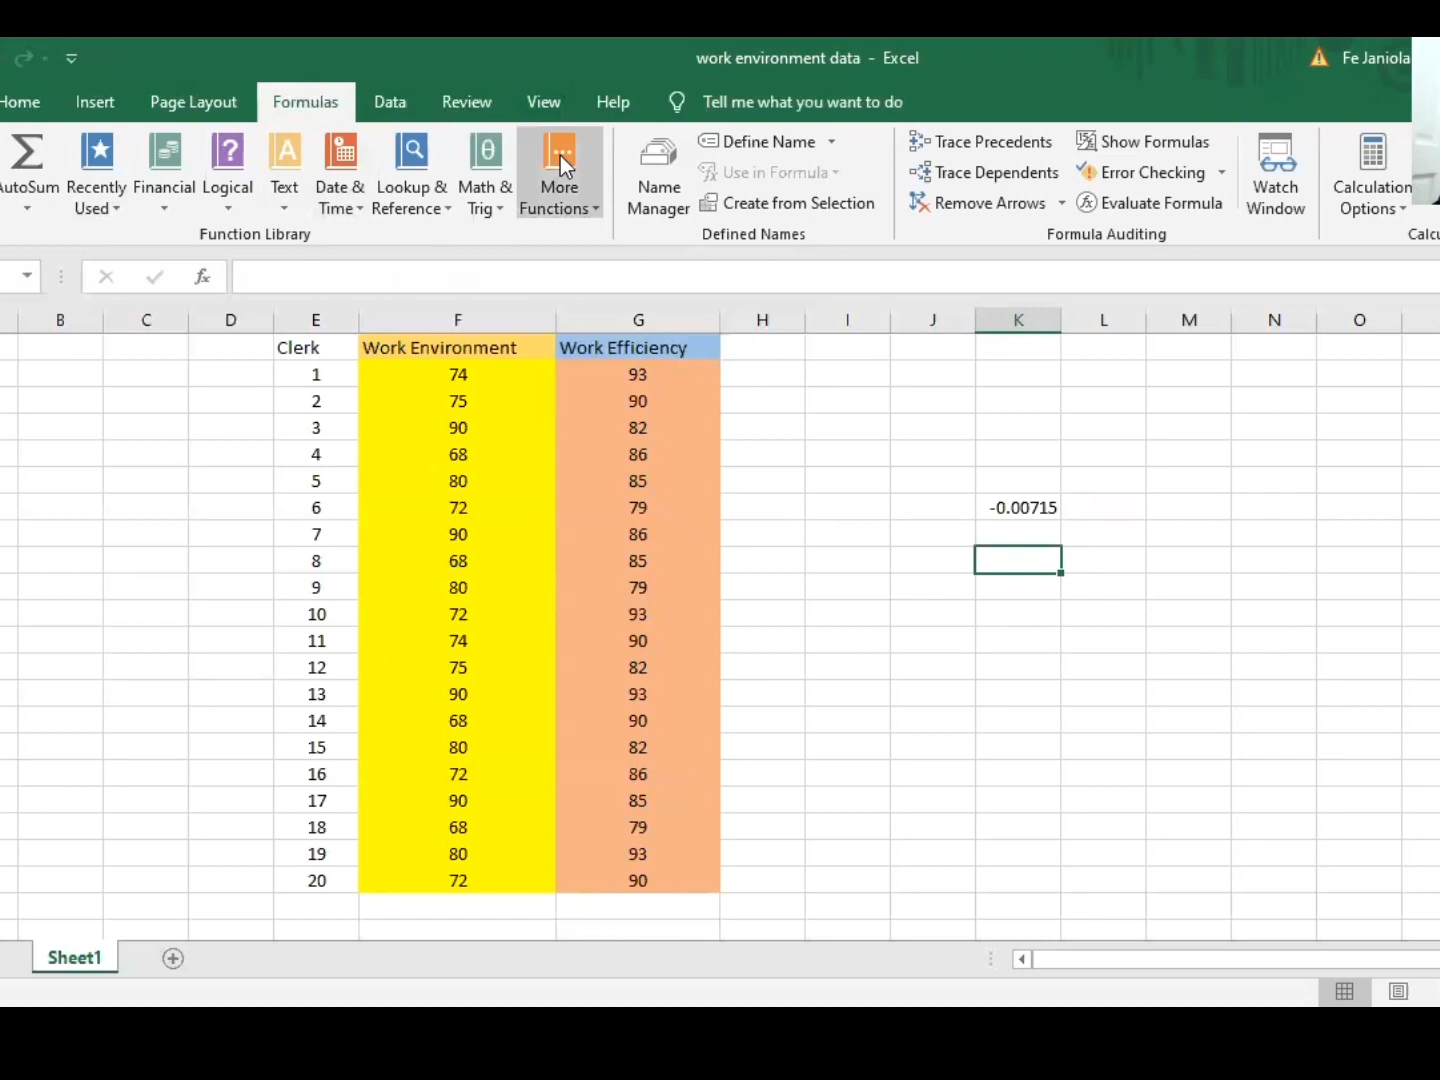 work environment data - Excel
Fe Janiola
Home Insert Page Layout Formulas Data Review View Help Tell me what you want to do
AutoSum
Recently Used
Financial
Logical
Text
Date & Time
Lookup & Reference
Math & Trig
More Functions
Function Library
Name Manager
Define Name
Use in Formula
Create from Selection
Defined Names
Trace Precedents
Trace Dependents
Remove Arrows
Show Formulas
Error Checking
Evaluate Formula
Formula Auditing
Watch Window
Calculation Options
Calcu
fx
B C D E F G H I J K L M N O
Clerk Work Environment Work Efficiency
1 74 93
2 75 90
3 90 82
4 68 86
5 80 85
6 72 79 -0.00715
7 90 86
8 68 85
9 80 79
10 72 93
11 74 90
12 75 82
13 90 93
14 68 90
15 80 82
16 72 86
17 90 85
18 68 79
19 80 93
20 72 90
Sheet1